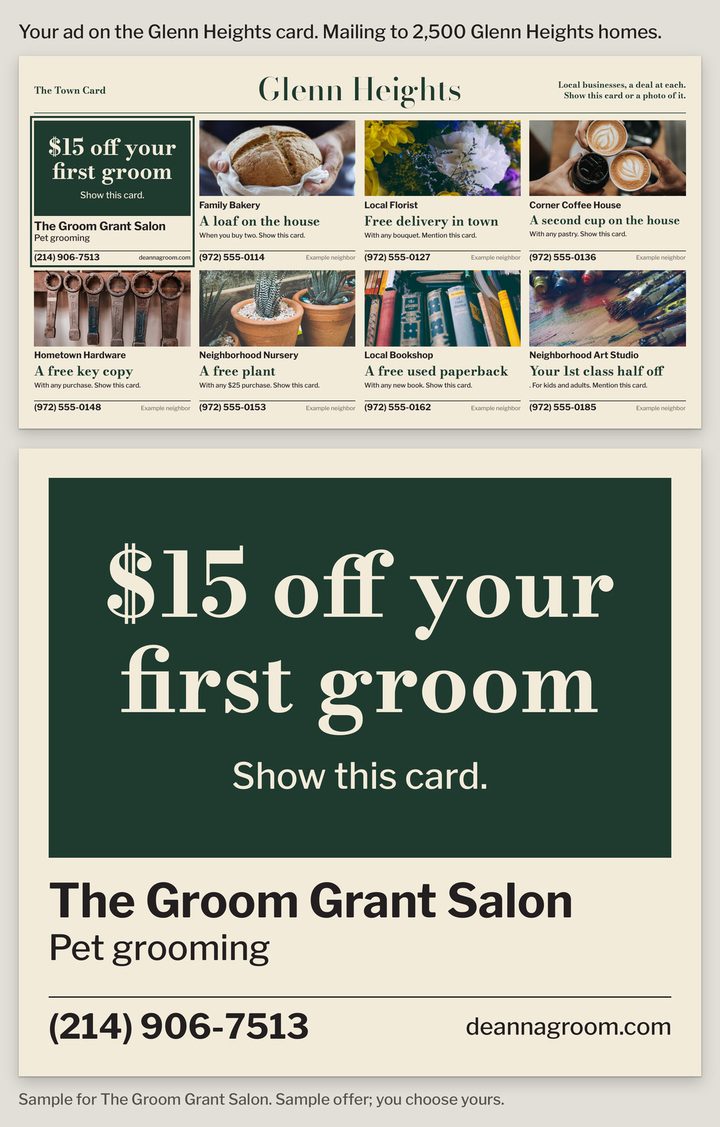 Your ad on the Glenn Heights card. Mailing to 2,500 Glenn Heights homes.
The Town Card
Glenn Heights
Local businesses, a deal at each.
Show this card or a photo of it.
$15 off your
first groom
Show this card.
The Groom Grant Salon
Pet grooming
(214) 906-7513
deannagroom.com
Family Bakery
A loaf on the house
When you buy two. Show this card.
(972) 555-0114
Example neighbor
Local Florist
Free delivery in town
With any bouquet. Mention this card.
(972) 555-0127
Example neighbor
Corner Coffee House
A second cup on the house
With any pastry. Show this card.
(972) 555-0136
Example neighbor
Hometown Hardware
A free key copy
With any purchase. Show this card.
(972) 555-0148
Example neighbor
Neighborhood Nursery
A free plant
With any $25 purchase. Show this card.
(972) 555-0153
Example neighbor
Local Bookshop
A free used paperback
With any new book. Show this card.
(972) 555-0162
Example neighbor
Neighborhood Art Studio
Your 1st class half off
. For kids and adults. Mention this card.
(972) 555-0185
Example neighbor
$15 off your
first groom
Show this card.
The Groom Grant Salon
Pet grooming
(214) 906-7513
deannagroom.com
Sample for The Groom Grant Salon. Sample offer; you choose yours.